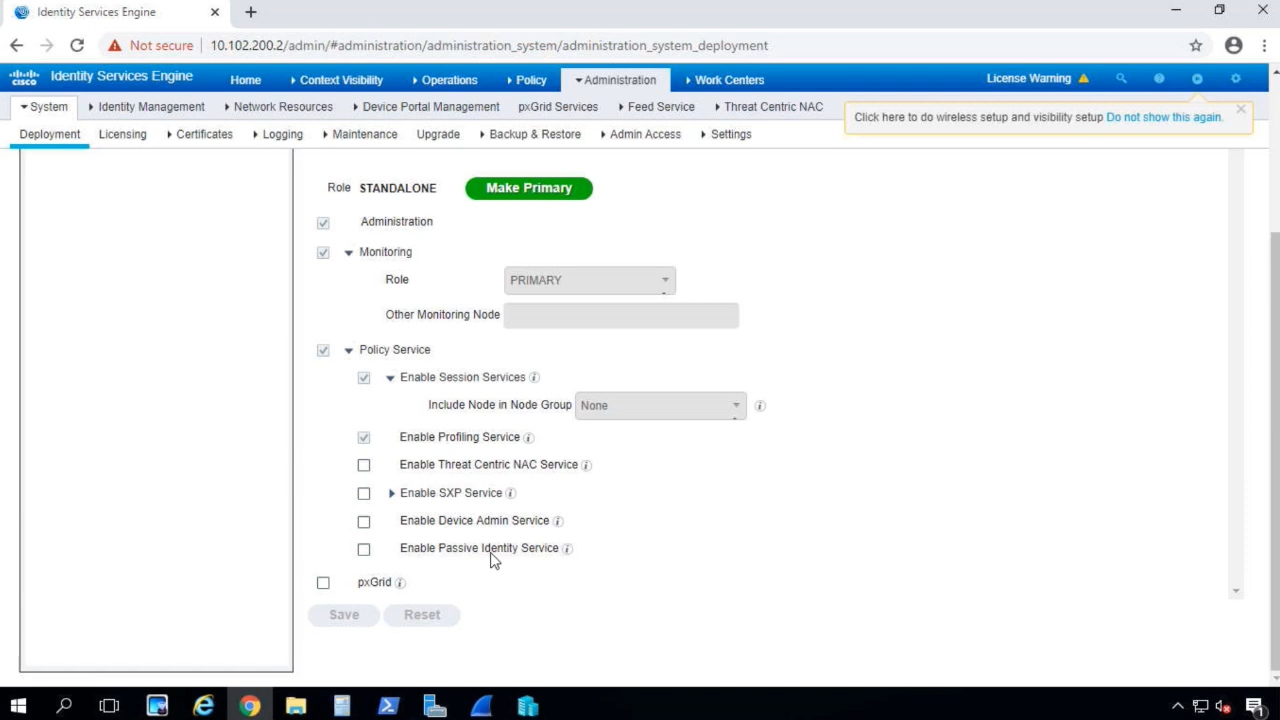 Identity Services Engine
Not secure 10.102.200.2/admin/#administration/administration_system/administration_system_deployment
CISCO Identity Services Engine Home Context Visibility Operations Policy Administration Work Centers License Warning
System Identity Management Network Resources Device Portal Management pxGrid Services Feed Service Threat Centric NAC
Click here to do wireless setup and visibility setup Do not show this again.
Deployment Licensing Certificates Logging Maintenance Upgrade Backup & Restore Admin Access Settings
Role STANDALONE Make Primary
Administration
Monitoring
Role PRIMARY
Other Monitoring Node
Policy Service
Enable Session Services
Include Node in Node Group None
Enable Profiling Service
Enable Threat Centric NAC Service
Enable SXP Service
Enable Device Admin Service
Enable Passive Identity Service
pxGrid
Save Reset
1